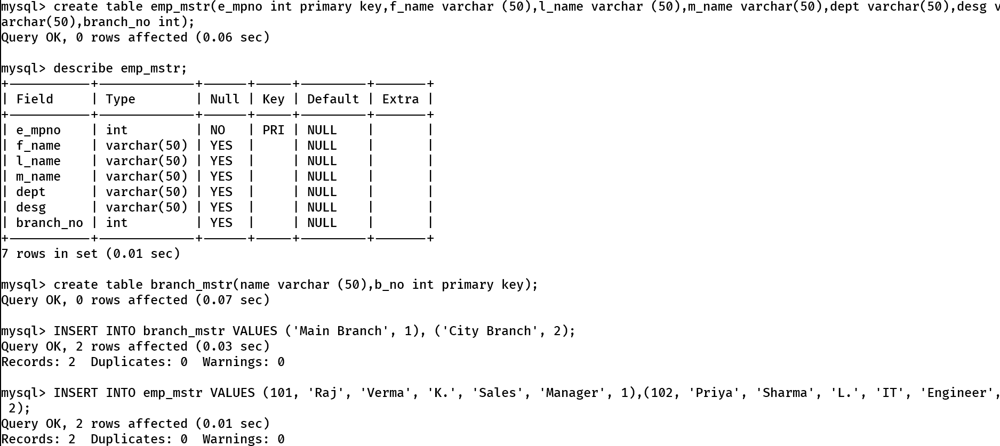 mysql> create table emp_mstr(e_mpno int primary key,f_name varchar (50),l_name varchar (50),m_name varchar(50),dept varchar(50),desg v
archar(50),branch_no int);
Query OK, 0 rows affected (0.06 sec)

mysql> describe emp_mstr;
+-----------+-------------+------+-----+---------+-------+
| Field     | Type        | Null | Key | Default | Extra |
+-----------+-------------+------+-----+---------+-------+
| e_mpno    | int         | NO   | PRI | NULL    |       |
| f_name    | varchar(50) | YES  |     | NULL    |       |
| l_name    | varchar(50) | YES  |     | NULL    |       |
| m_name    | varchar(50) | YES  |     | NULL    |       |
| dept      | varchar(50) | YES  |     | NULL    |       |
| desg      | varchar(50) | YES  |     | NULL    |       |
| branch_no | int         | YES  |     | NULL    |       |
+-----------+-------------+------+-----+---------+-------+
7 rows in set (0.01 sec)

mysql> create table branch_mstr(name varchar (50),b_no int primary key);
Query OK, 0 rows affected (0.07 sec)

mysql> INSERT INTO branch_mstr VALUES ('Main Branch', 1), ('City Branch', 2);
Query OK, 2 rows affected (0.03 sec)
Records: 2  Duplicates: 0  Warnings: 0

mysql> INSERT INTO emp_mstr VALUES (101, 'Raj', 'Verma', 'K.', 'Sales', 'Manager', 1),(102, 'Priya', 'Sharma', 'L.', 'IT', 'Engineer',
 2);
Query OK, 2 rows affected (0.01 sec)
Records: 2  Duplicates: 0  Warnings: 0